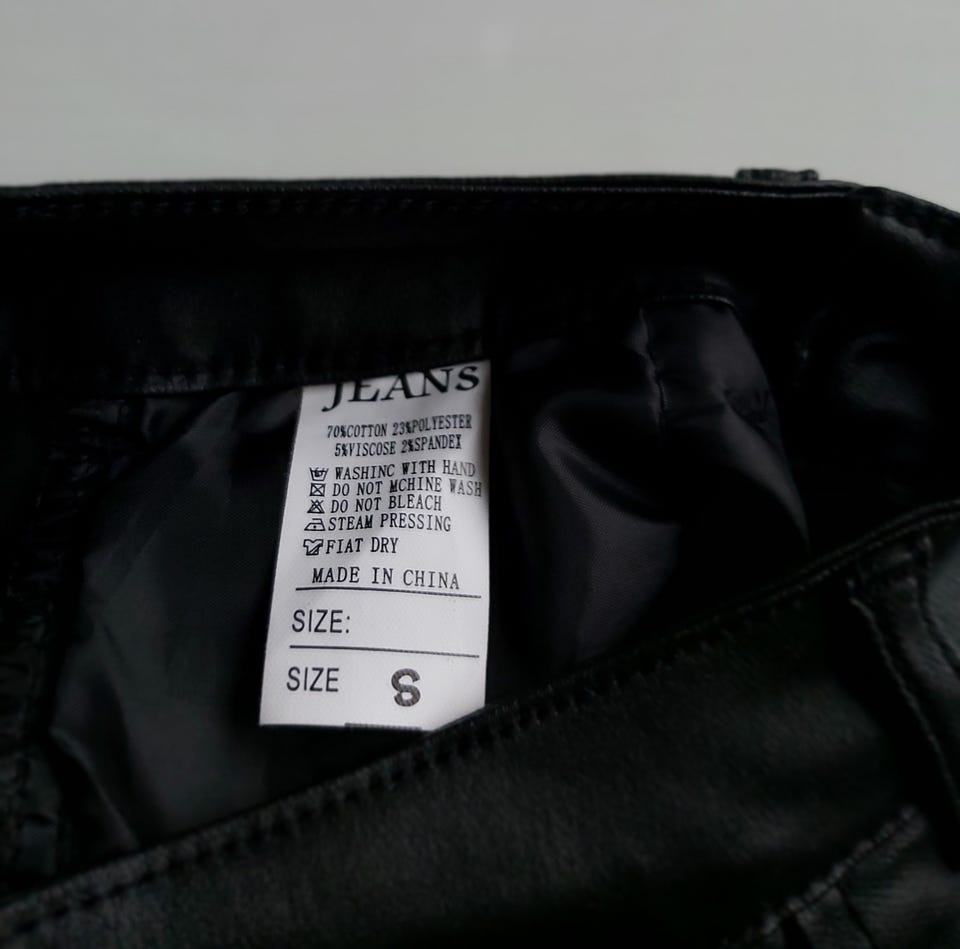 JEANS
70%COTTON 23%POLYESTER
5%VISCOSE 2%SPANDEX
WASHINC WITH HAND
DO NOT MCHINE WASH
DO NOT BLEACH
STEAM PRESSING
FIAT DRY
MADE IN CHINA
SIZE:
SIZE S